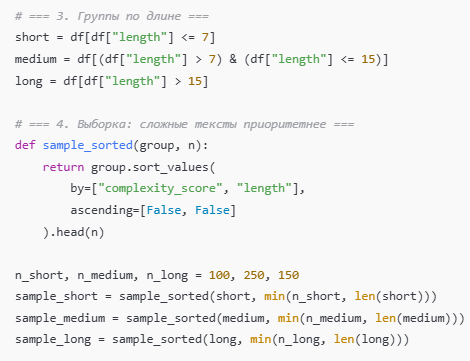 # === 3. Группы по длине ===
short = df[df["length"] <= 7]
medium = df[(df["length"] > 7) & (df["length"] <= 15)]
long = df[df["length"] > 15]
# === 4. Выборка: сложные тексты приоритетнее ===
def sample_sorted(group, n):
    return group.sort_values(
        by=["complexity_score", "length"],
        ascending=[False, False]
    ).head(n)
n_short, n_medium, n_long = 100, 250, 150
sample_short = sample_sorted(short, min(n_short, len(short)))
sample_medium = sample_sorted(medium, min(n_medium, len(medium)))
sample_long = sample_sorted(long, min(n_long, len(long)))